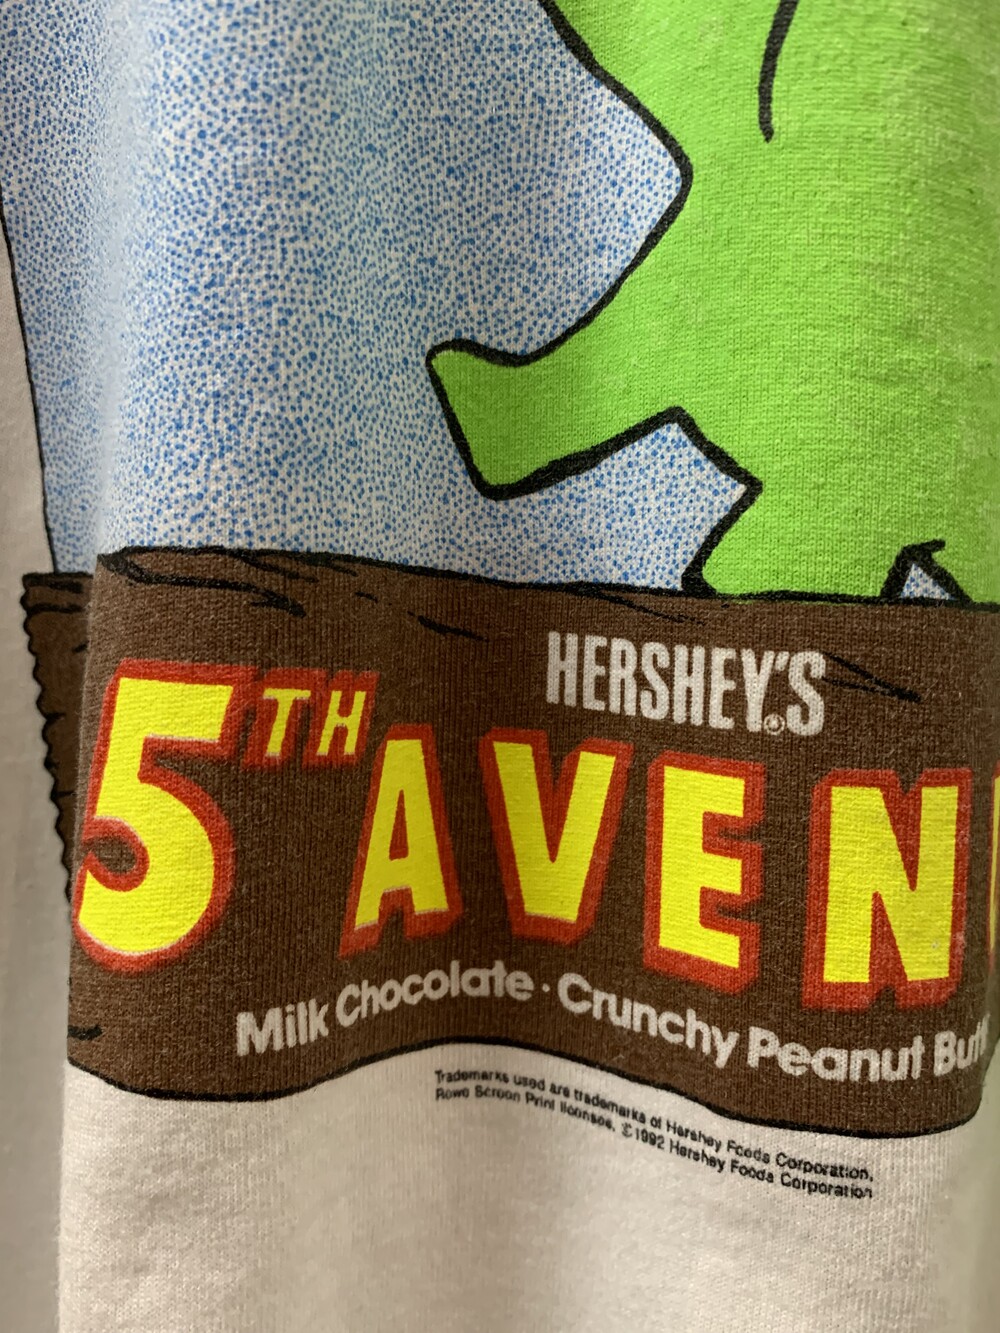 HERSHEY'S
5TH AVEN
Milk Chocolate · Crunchy Peanut But
Trademarks used are trademarks of Hershey Foods Corporation,
Rowe Screen Print licensee. ©1992 Hershey Foods Corporation